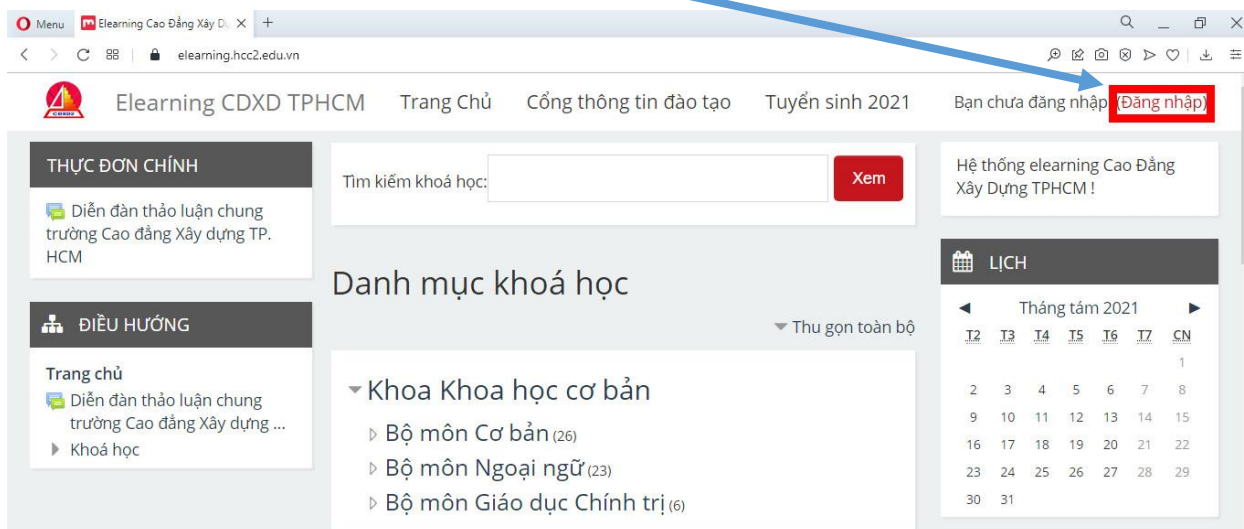 Menu
Elearning Cao Đẳng Xây D
elearning.hcc2.edu.vn
CDXD2
Elearning CDXD TPHCM
Trang Chủ
Cổng thông tin đào tạo
Tuyển sinh 2021
Bạn chưa đăng nhập (Đăng nhập)
THỰC ĐƠN CHÍNH
Diễn đàn thảo luận chung
trường Cao đẳng Xây dựng TP.
HCM
ĐIỀU HƯỚNG
Trang chủ
Diễn đàn thảo luận chung
trường Cao đẳng Xây dựng ...
Khoá học
Tìm kiếm khoá học:
Xem
Danh mục khoá học
Thu gọn toàn bộ
Khoa Khoa học cơ bản
Bộ môn Cơ bản (26)
Bộ môn Ngoại ngữ (23)
Bộ môn Giáo dục Chính trị (6)
Hệ thống elearning Cao Đẳng
Xây Dựng TPHCM !
LỊCH
Tháng tám 2021
T2 T3 T4 T5 T6 T7 CN
1
2 3 4 5 6 7 8
9 10 11 12 13 14 15
16 17 18 19 20 21 22
23 24 25 26 27 28 29
30 31